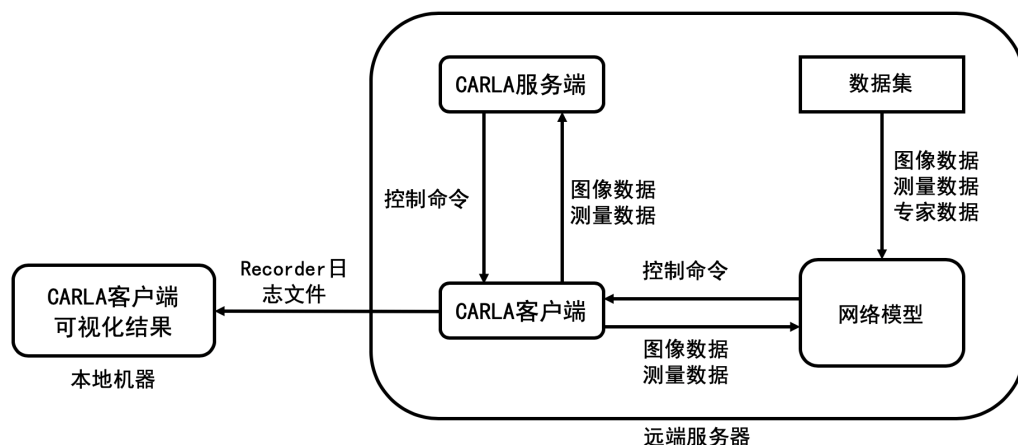 CARLA服务端
数据集
控制命令
图像数据
测量数据
图像数据
测量数据
专家数据
Recorder日
志文件
控制命令
CARLA客户端
可视化结果
CARLA客户端
网络模型
图像数据
测量数据
本地机器
远端服务器